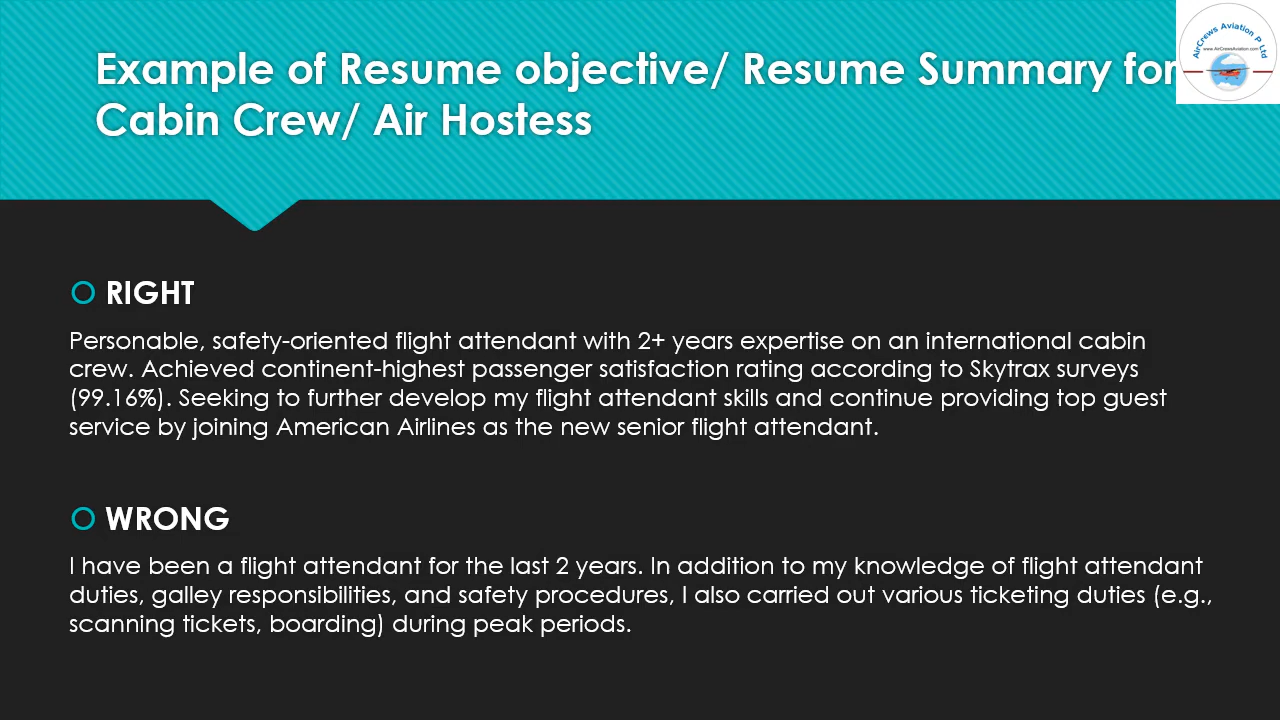 Example of Resume objective/ Resume Summary for
Cabin Crew/ Air Hostess
AirCrews Aviation P Ltd
www.AirCrewsAviation.com
RIGHT
Personable, safety-oriented flight attendant with 2+ years expertise on an international cabin
crew. Achieved continent-highest passenger satisfaction rating according to Skytrax surveys
(99.16%). Seeking to further develop my flight attendant skills and continue providing top guest
service by joining American Airlines as the new senior flight attendant.
WRONG
I have been a flight attendant for the last 2 years. In addition to my knowledge of flight attendant
duties, galley responsibilities, and safety procedures, I also carried out various ticketing duties (e.g.,
scanning tickets, boarding) during peak periods.